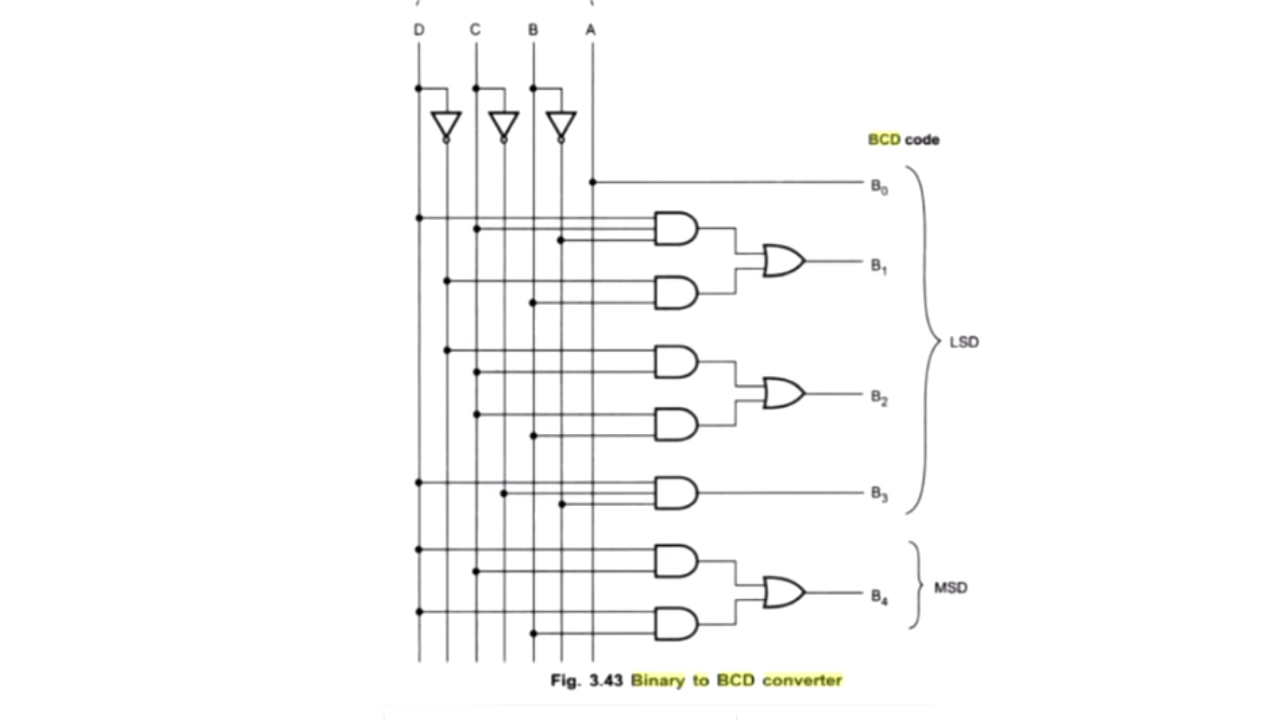 D C B A
BCD code
B0
B1
LSD
B2
B3
MSD
B4
Fig. 3.43 Binary to BCD converter